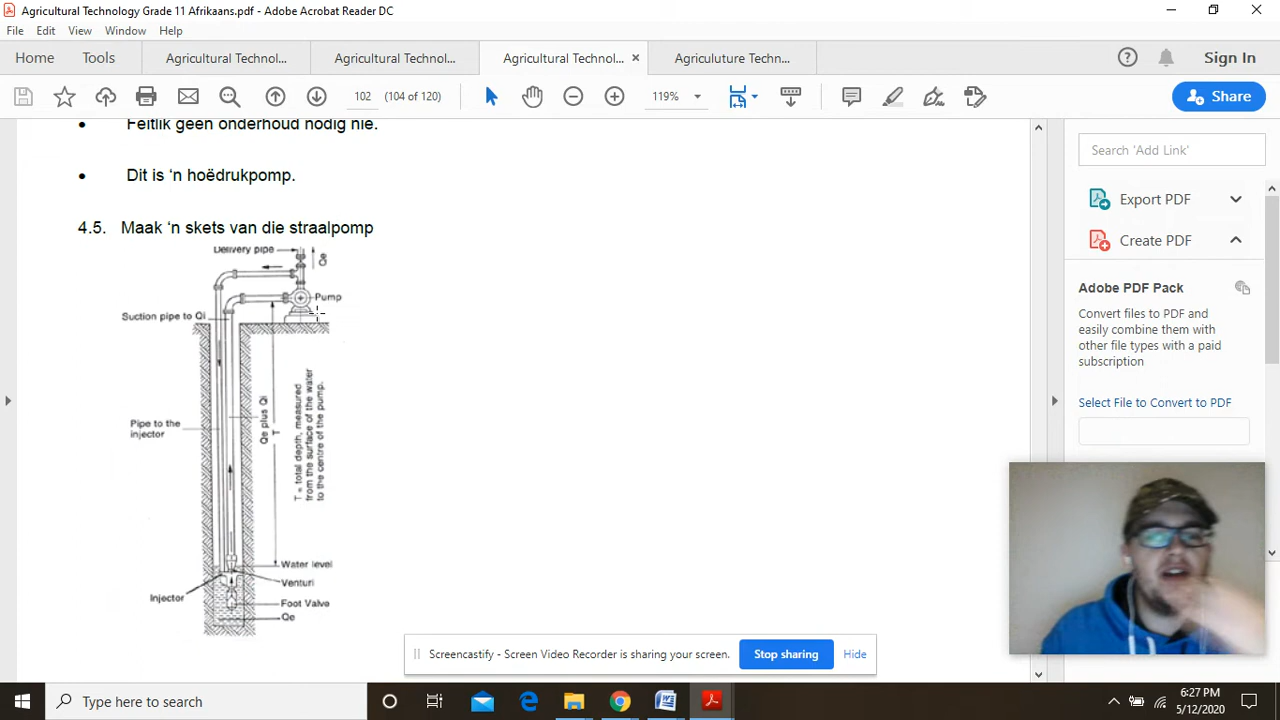 Agricultural Technology Grade 11 Afrikaans.pdf - Adobe Acrobat Reader DC
File Edit View Window Help
Home Tools Agricultural Technol... Agricultural Technol... Agricultural Technol... × Agriculuture Techn... Sign In
102 (104 of 120) 119% Share
Feitlik geen onderhoud nodig nie.
Dit is ‘n hoëdrukpomp.
4.5. Maak ‘n skets van die straalpomp
Delivery pipe
Qe
Pump
Suction pipe to Qi
Pipe to the
injector
Qe plus Qi
T
T = total depth, measured
from the surface of the water
to the centre of the pump.
Water level
Venturi
Injector
Foot Valve
Qe
Search 'Add Link'
Export PDF
Create PDF
Adobe PDF Pack
Convert files to PDF and
easily combine them with
other file types with a paid
subscription
Select File to Convert to PDF
Screencastify - Screen Video Recorder is sharing your screen. Stop sharing Hide
Type here to search
6:27 PM
5/12/2020